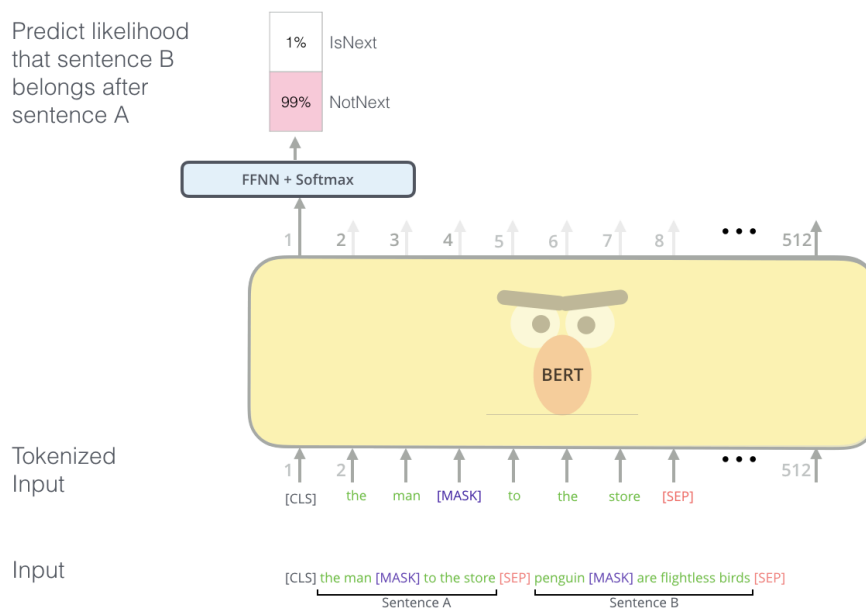 Predict likelihood
that sentence B
belongs after
sentence A
1% IsNext
99% NotNext
FFNN + Softmax
1 2 3 4 5 6 7 8 ••• 512
BERT
Tokenized
Input
1 2 ••• 512
[CLS] the man [MASK] to the store [SEP]
Input
[CLS] the man [MASK] to the store [SEP] penguin [MASK] are flightless birds [SEP]
Sentence A Sentence B